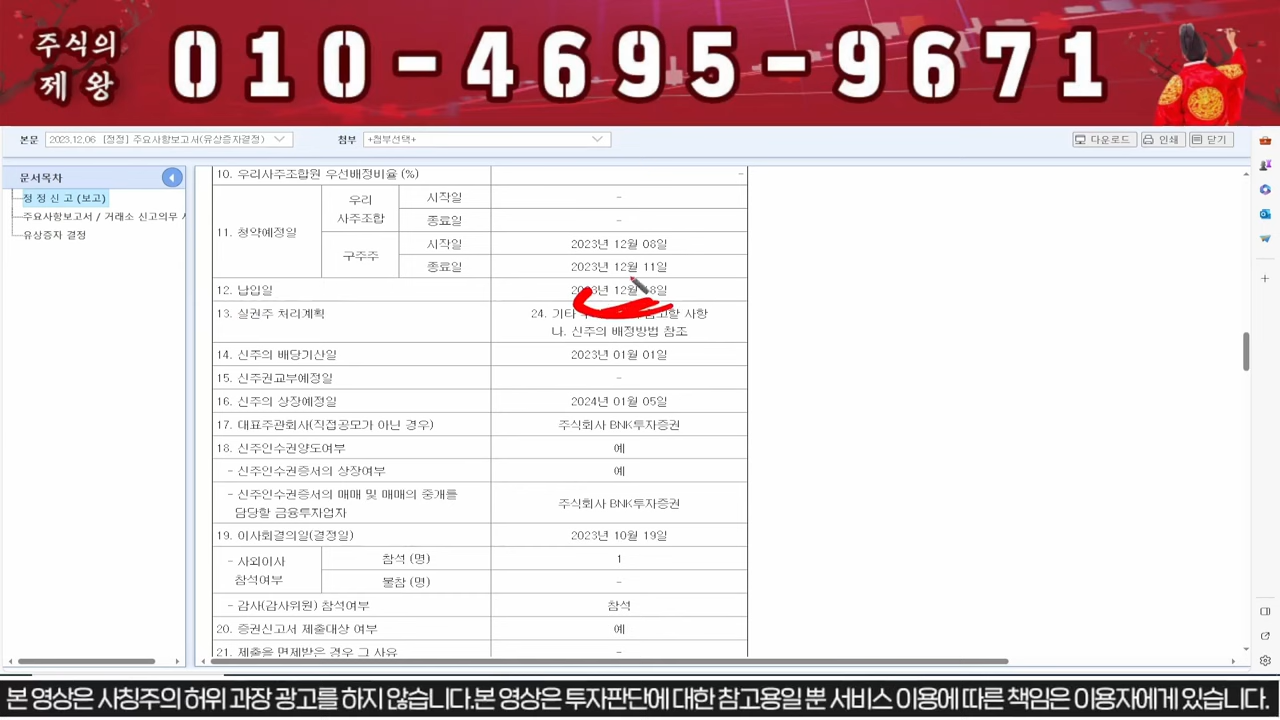 주식의
제왕
010-4695-9671
본문 2023.12.06 [정정] 주요사항보고서(유상증자결정) 첨부 +첨부선택+ 다운로드 인쇄 닫기
문서목차
정 정 신 고 (보고)
주요사항보고서 / 거래소 신고의무
유상증자 결정
10. 우리사주조합원 우선배정비율 (%) -
11. 청약예정일 우리 사주조합 시작일 -
종료일 -
구주주 시작일 2023년 12월 08일
종료일 2023년 12월 11일
12. 납입일 2023년 12월 18일
13. 실권주 처리계획 24. 기타 참고할 사항
나. 신주의 배정방법 참조
14. 신주의 배당기산일 2023년 01월 01일
15. 신주권교부예정일 -
16. 신주의 상장예정일 2024년 01월 05일
17. 대표주관회사(직접공모가 아닌 경우) 주식회사 BNK투자증권
18. 신주인수권양도여부 예
- 신주인수권증서의 상장여부 예
- 신주인수권증서의 매매 및 매매의 중개를
담당할 금융투자업자 주식회사 BNK투자증권
19. 이사회결의일(결정일) 2023년 10월 19일
- 사외이사 참석여부 참석 (명) 1
불참 (명) -
- 감사(감사위원) 참석여부 참석
20. 증권신고서 제출대상 여부 예
21. 제출을 면제받은 경우 그 사유 -
본 영상은 사칭주의 허위 과장 광고를 하지 않습니다.본 영상은 투자판단에 대한 참고용일 뿐 서비스 이용에 따른 책임은 이용자에게 있습니다.